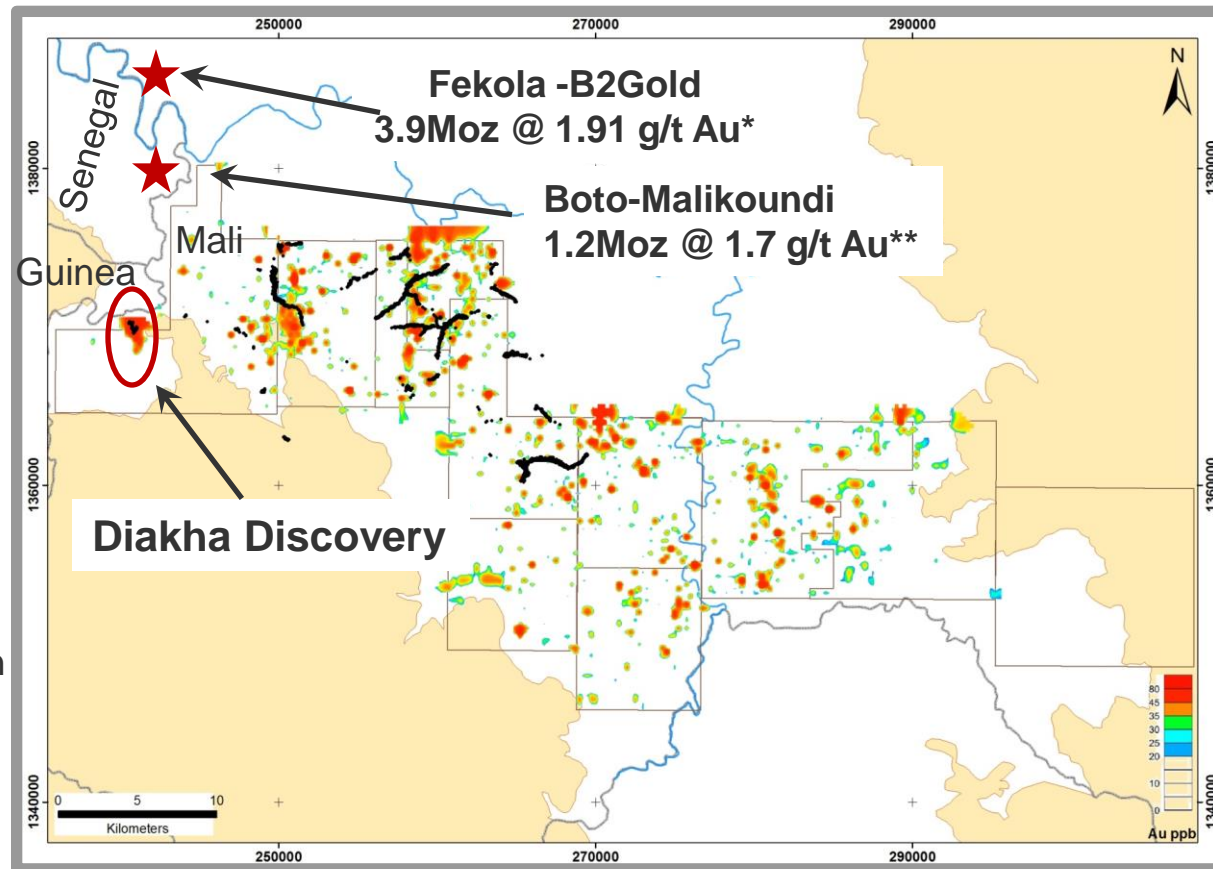 250000
270000
290000
N
Fekola -B2Gold
3.9Moz @ 1.91 g/t Au*
Senegal
1380000
1380000
Boto-Malikoundi
1.2Moz @ 1.7 g/t Au**
Mali
Guinea
1360000
1360000
Diakha Discovery
n
80
45
35
30
20
10
0
Au ppb
1340000
1340000
0 5 10
Kilometers
250000
270000
290000